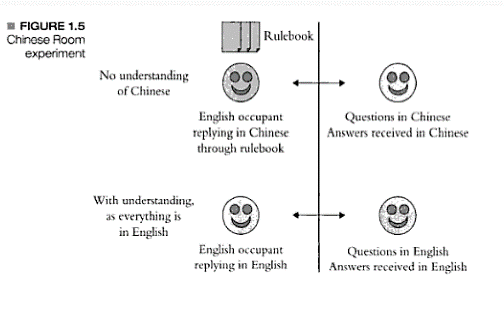 FIGURE 1.5
Chinese Room
experiment
Rulebook
No understanding
of Chinese
English occupant
replying in Chinese
through rulebook
Questions in Chinese
Answers received in Chinese
With understanding,
as everything is
in English
English occupant
replying in English
Questions in English
Answers received in English